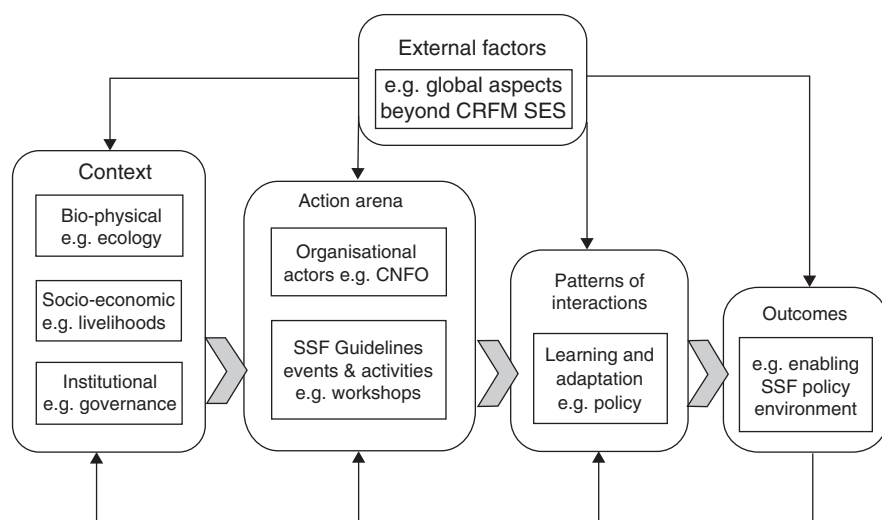 External factors
e.g. global aspects
beyond CRFM SES
Context
Bio-physical
e.g. ecology
Socio-economic
e.g. livelihoods
Institutional
e.g. governance
Action arena
Organisational
actors e.g. CNFO
SSF Guidelines
events & activities
e.g. workshops
Patterns of
interactions
Learning and
adaptation
e.g. policy
Outcomes
e.g. enabling
SSF policy
environment